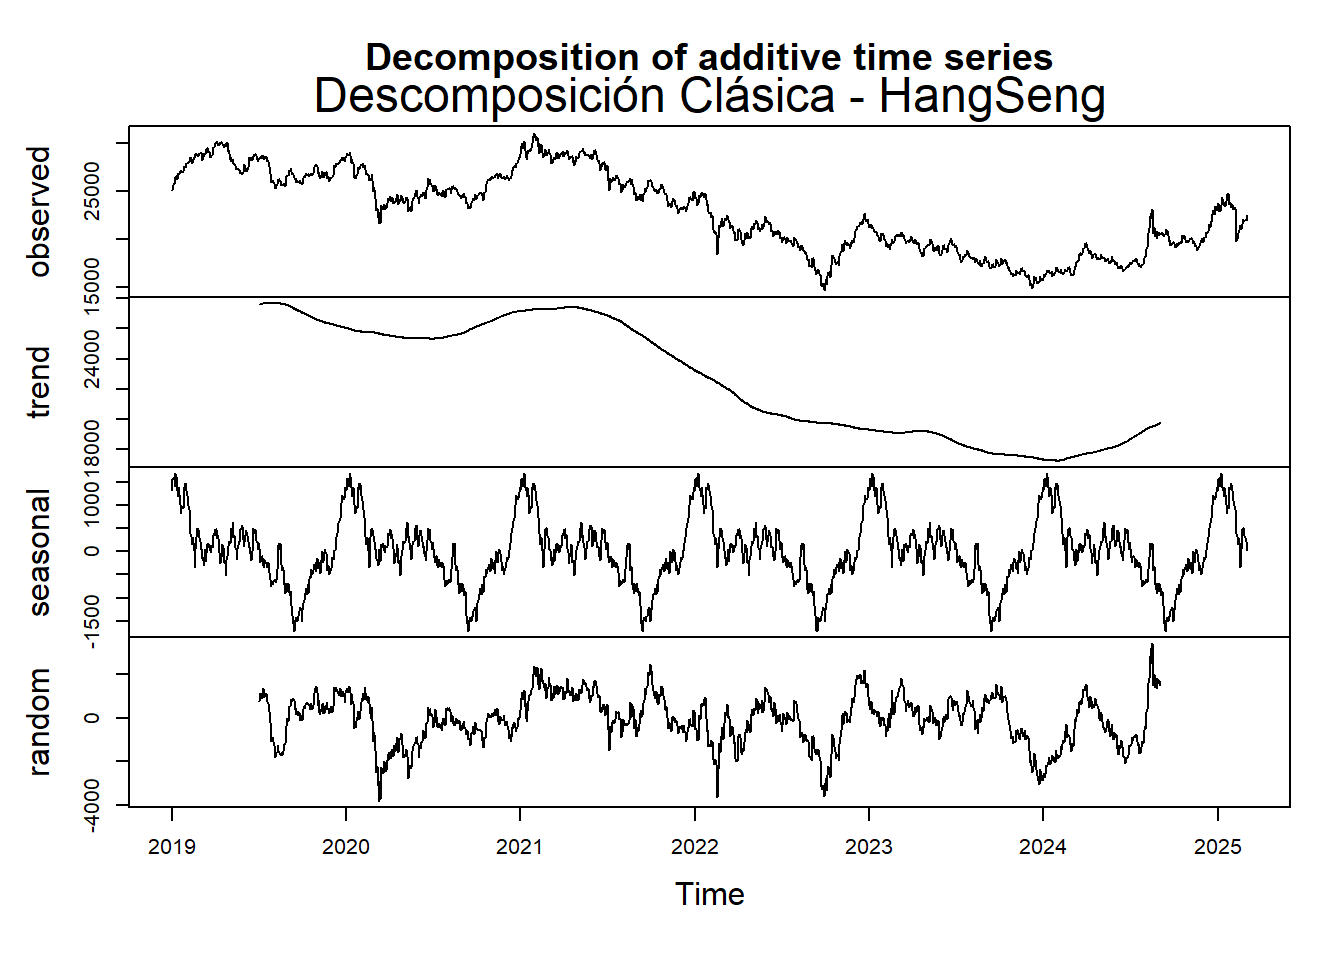 Decomposition of additive time series
Descomposición Clásica - HangSeng
observed
15000
25000
trend
18000
24000
seasonal
-1500
0
1000
random
-4000
0
2019 2020 2021 2022 2023 2024 2025
Time